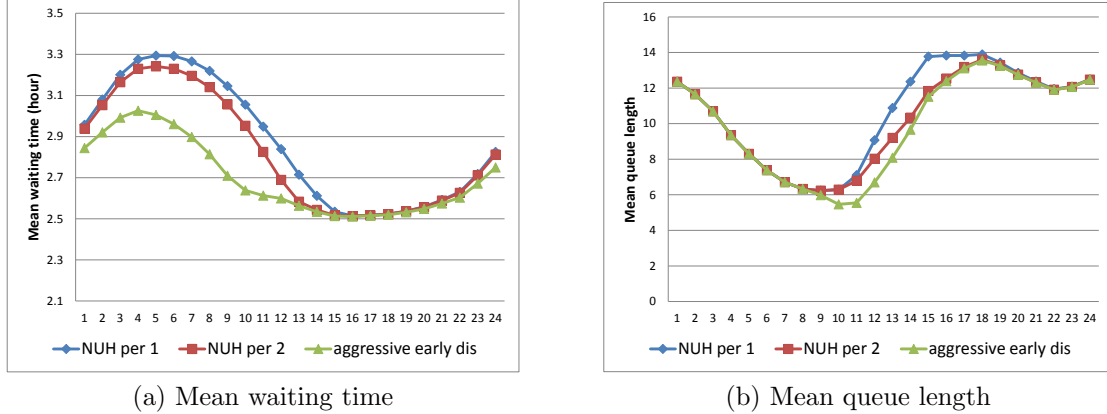 3.5
3.3
3.1
2.9
2.7
2.5
2.3
2.1
Mean waiting time (hour)
1 2 3 4 5 6 7 8 9 10 11 12 13 14 15 16 17 18 19 20 21 22 23 24
NUH per 1 NUH per 2 aggressive early dis
(a) Mean waiting time
16
14
12
10
8
6
4
2
0
Mean queue length
1 2 3 4 5 6 7 8 9 10 11 12 13 14 15 16 17 18 19 20 21 22 23 24
NUH per 1 NUH per 2 aggressive early dis
(b) Mean queue length